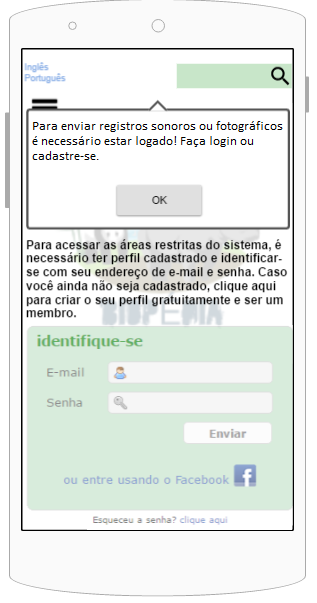 Inglês
Português
Para enviar registros sonoros ou fotográficos
é necessário estar logado! Faça login ou
cadastre-se.
OK
Para acessar as áreas restritas do sistema, é
necessário ter perfil cadastrado e identificar-
se com seu endereço de e-mail e senha. Caso
você ainda não seja cadastrado, clique aqui
para criar o seu perfil gratuitamente e ser um
membro.
identifique-se
E-mail
Senha
Enviar
ou entre usando o Facebook
Esqueceu a senha? clique aqui